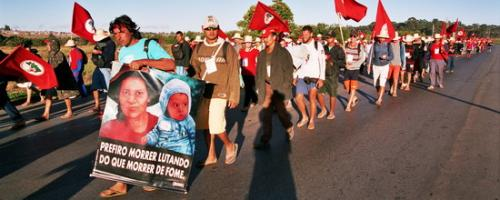 PREFIRO MORRER LUTANDO
DO QUE MORRER DE FOME.